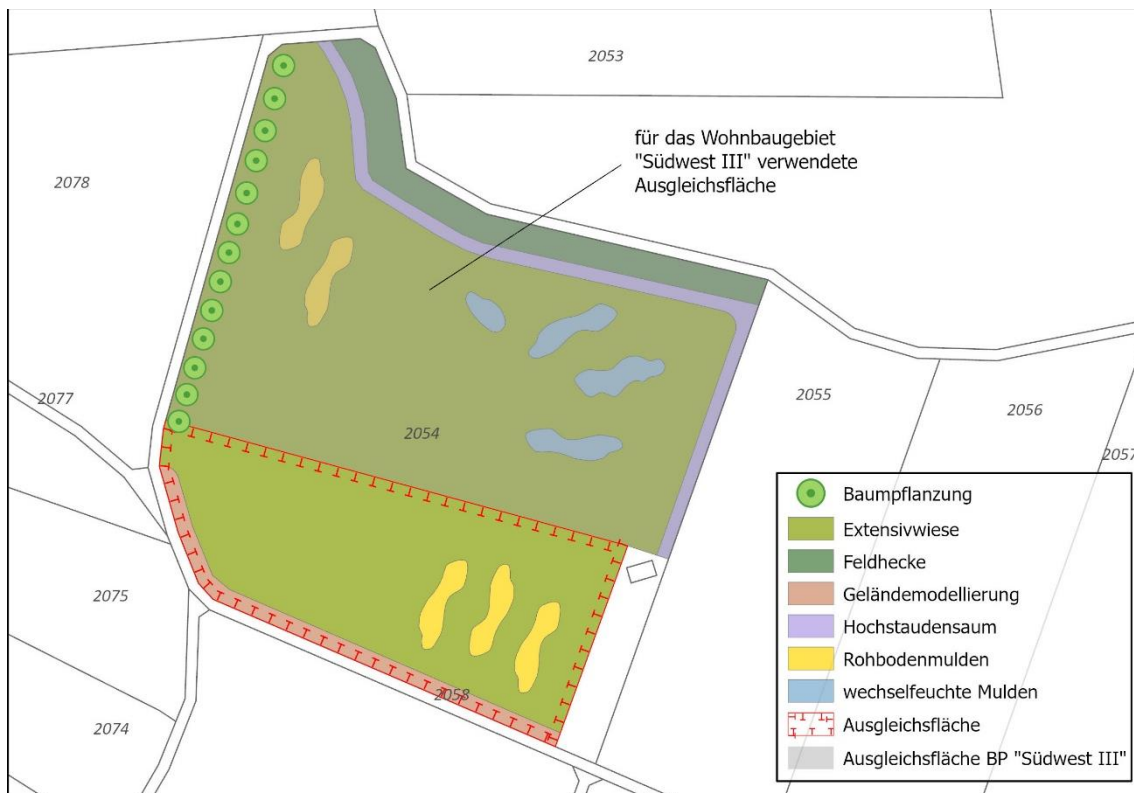 2053
für das Wohnbaugebiet
"Südwest III" verwendete
Ausgleichsfläche
2078
2077
2055
2056
2054
2057
Baumpflanzung
Extensivwiese
Feldhecke
Geländemodellierung
Hochstaudensaum
Rohbodenmulden
wechselfeuchte Mulden
Ausgleichsfläche
Ausgleichsfläche BP "Südwest III"
2075
2058
2074